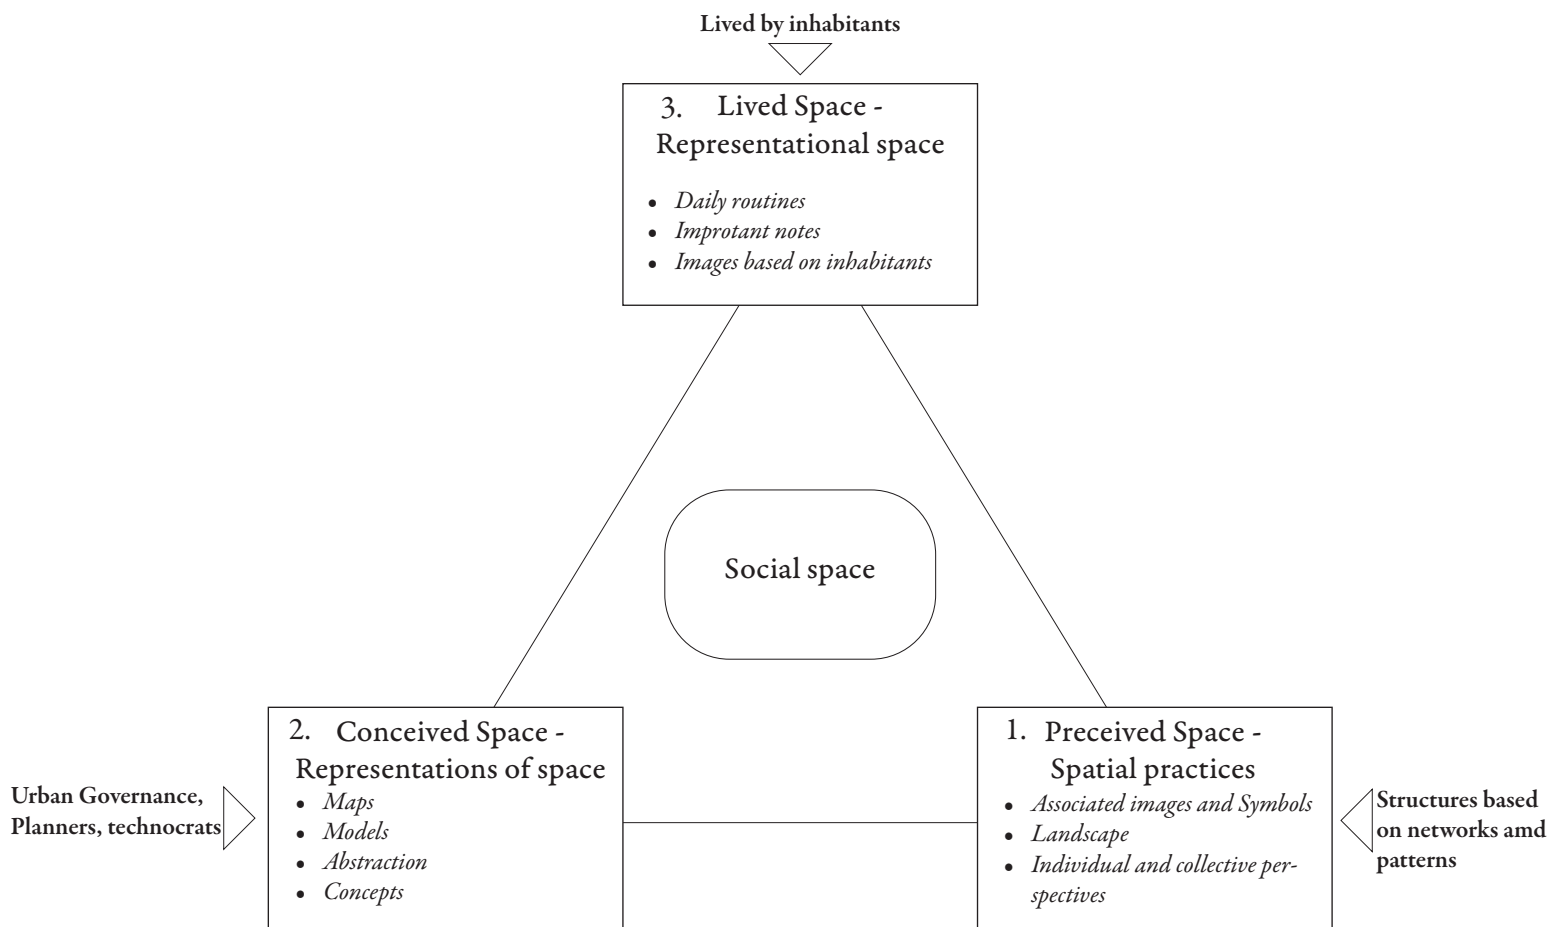 Lived by inhabitants
3. Lived Space -
Representational space
• Daily routines
• Improtant notes
• Images based on inhabitants
Social space
2. Conceived Space -
Representations of space
• Maps
• Models
• Abstraction
• Concepts
Urban Governance,
Planners, technocrats
1. Preceived Space -
Spatial practices
• Associated images and Symbols
• Landscape
• Individual and collective per-
spectives
Structures based
on networks amd
patterns